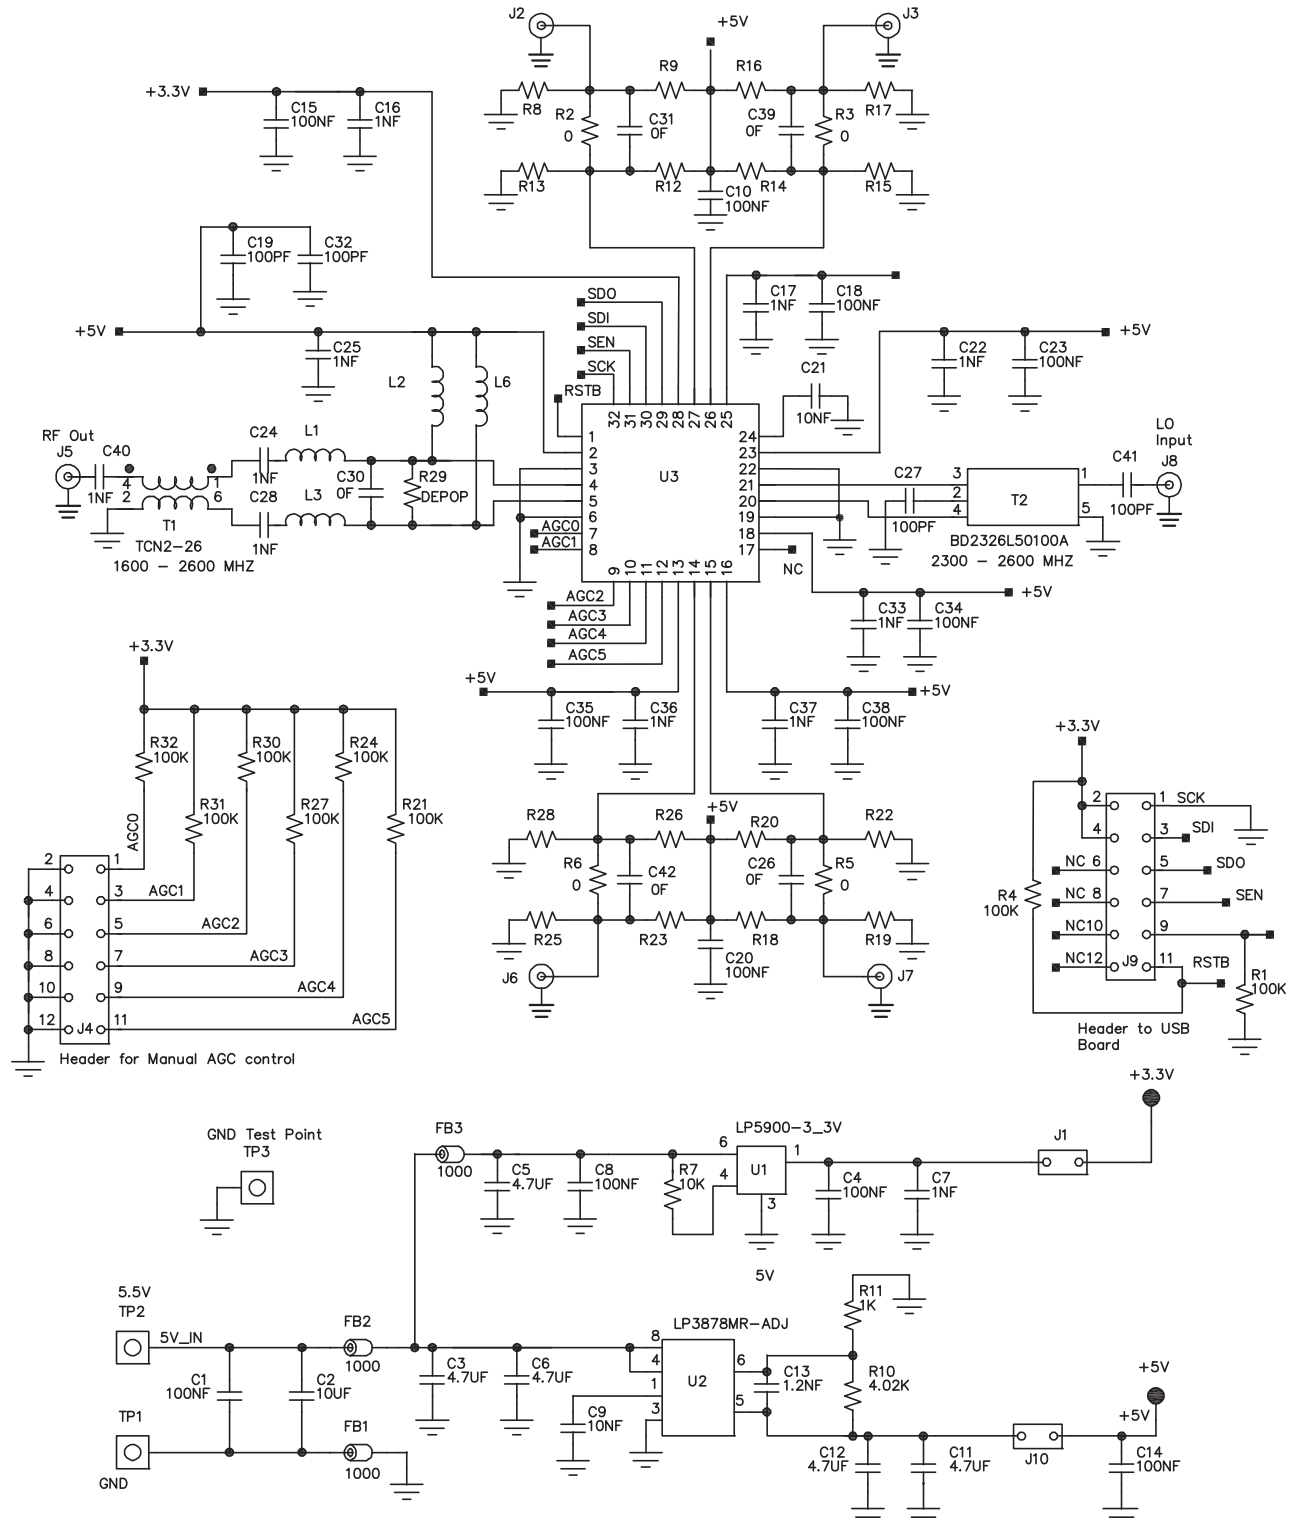 J2
J3
+5V
R9
R16
+3.3V
C15
100NF
C16
1NF
R8
R2
0
C31
0F
C39
0F
R3
0
R17
R13
R12
C10
100NF
R14
R15
C19
100PF
C32
100PF
SDO
SDI
SEN
SCK
RSTB
C17
1NF
C18
100NF
+5V
C25
1NF
L2
L6
C21
10NF
C22
1NF
C23
100NF
+5V
32 31 30 29 28 27 26 25
RF Out
J5
C40
1NF
4
2
1
6
T1
TCN2-26
1600 - 2600 MHZ
C24
1NF
L1
C28
1NF
L3
C30
0F
R29
DEPOP
1
2
3
4
5
6
7
8
AGC0
AGC1
U3
24
23
22
21
20
19
18
17
NC
C27
100PF
3
2
4
T2
1
5
BD2326L50100A
2300 - 2600 MHZ
C41
100PF
LO
Input
J8
9 10 11 12 13 14 15 16
AGC2
AGC3
AGC4
AGC5
+5V
C33
1NF
C34
100NF
+5V
C35
100NF
C36
1NF
C37
1NF
C38
100NF
+5V
+3.3V
R32
100K
R30
100K
R24
100K
R31
100K
R27
100K
R21
100K
AGC0
2 1
4 3 AGC1
6 5 AGC2
8 7 AGC3
10 9 AGC4
12 J4 11 AGC5
Header for Manual AGC control
R28
R26
+5V
R20
R22
R6
0
C42
0F
C26
0F
R5
0
R25
R23
C20
100NF
R18
R19
J6
J7
+3.3V
2 1 SCK
4 3 SDI
NC 6 5 SDO
NC 8 7 SEN
NC10 9
NC12 J9 11 RSTB
R4
100K
R1
100K
Header to USB
Board
+3.3V
GND Test Point
TP3
FB3
1000
C5
4.7UF
C8
100NF
R7
10K
LP5900-3_3V
6
4
U1
1
3
C4
100NF
C7
1NF
J1
5V
5.5V
TP2
5V_IN
C1
100NF
C2
10UF
FB2
1000
TP1
GND
FB1
1000
C3
4.7UF
C6
4.7UF
C9
10NF
LP3878MR-ADJ
8
4
1
3
U2
6
5
C13
1.2NF
R11
1K
R10
4.02K
C12
4.7UF
C11
4.7UF
J10
+5V
+5V
C14
100NF